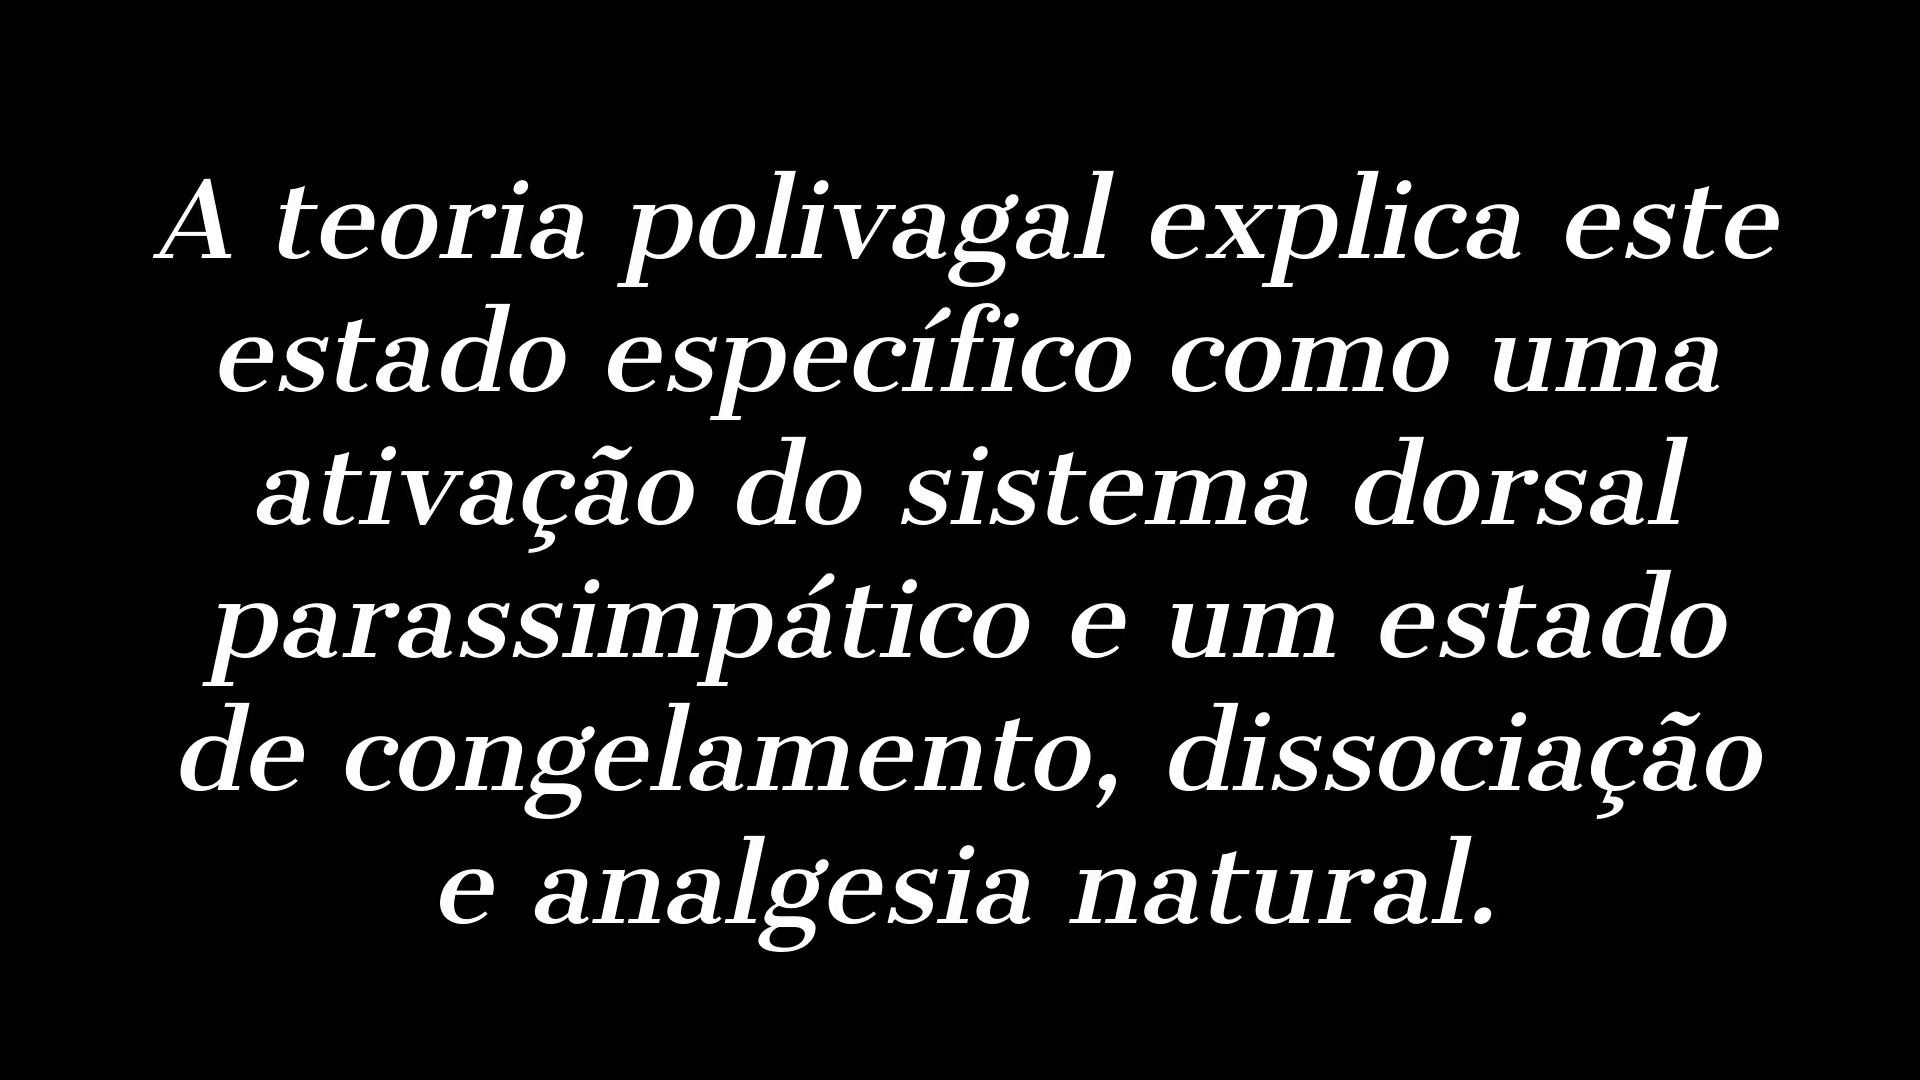 A teoria polivagal explica este
estado específico como uma
ativação do sistema dorsal
parassimpático e um estado
de congelamento, dissociação
e analgesia natural.